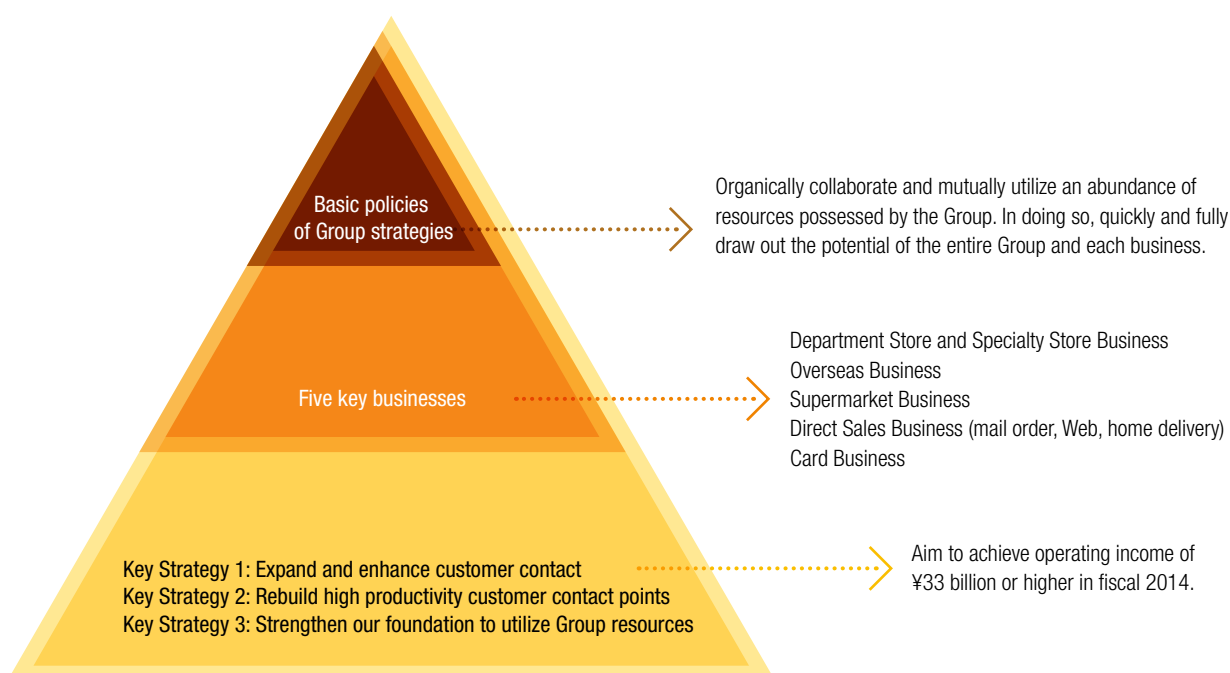 Basic policies
of Group strategies
Organically collaborate and mutually utilize an abundance of
resources possessed by the Group. In doing so, quickly and fully
draw out the potential of the entire Group and each business.
Five key businesses
Department Store and Specialty Store Business
Overseas Business
Supermarket Business
Direct Sales Business (mail order, Web, home delivery)
Card Business
Key Strategy 1: Expand and enhance customer contact
Key Strategy 2: Rebuild high productivity customer contact points
Key Strategy 3: Strengthen our foundation to utilize Group resources
Aim to achieve operating income of
¥33 billion or higher in fiscal 2014.